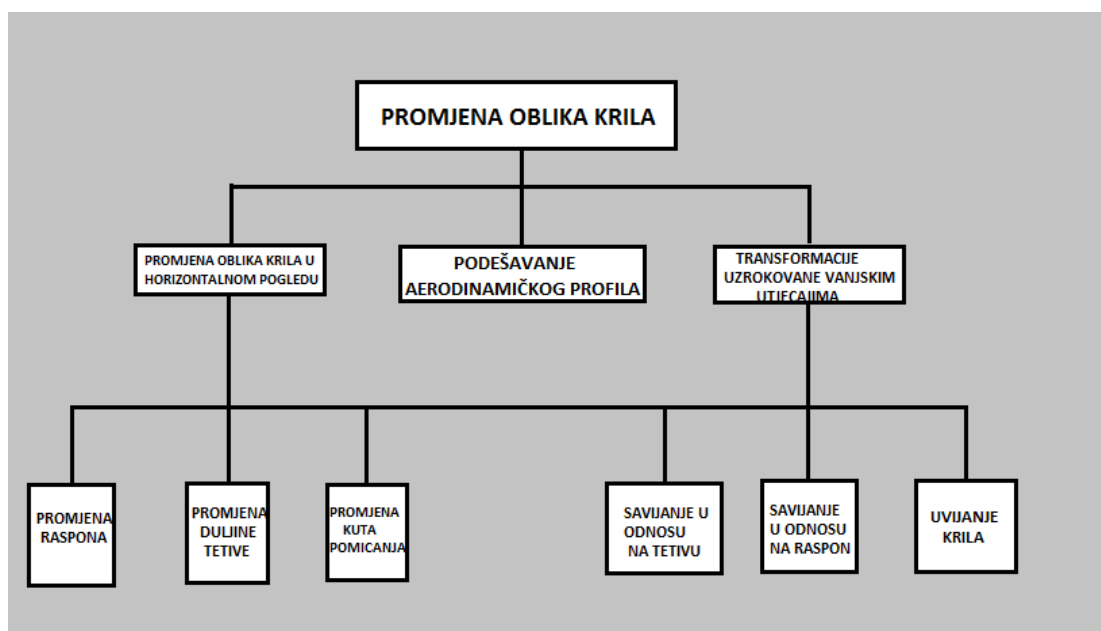 PROMJENA OBLIKA KRILA
PROMJENA OBLIKA KRILA U
HORIZONTALNOM POGLEDU
PODEŠAVANJE
AERODINAMIČKOG PROFILA
TRANSFORMACIJE
UZROKOVANE VANJSKIM
UTJECAJIMA
PROMJENA
RASPONA
PROMJENA
DULJINE
TETIVE
PROMJENA
KUTA
POMICANJA
SAVIJANJE U
ODNOSU
NA TETIVU
SAVIJANJE
U ODNOSU
NA RASPON
UVIJANJE
KRILA